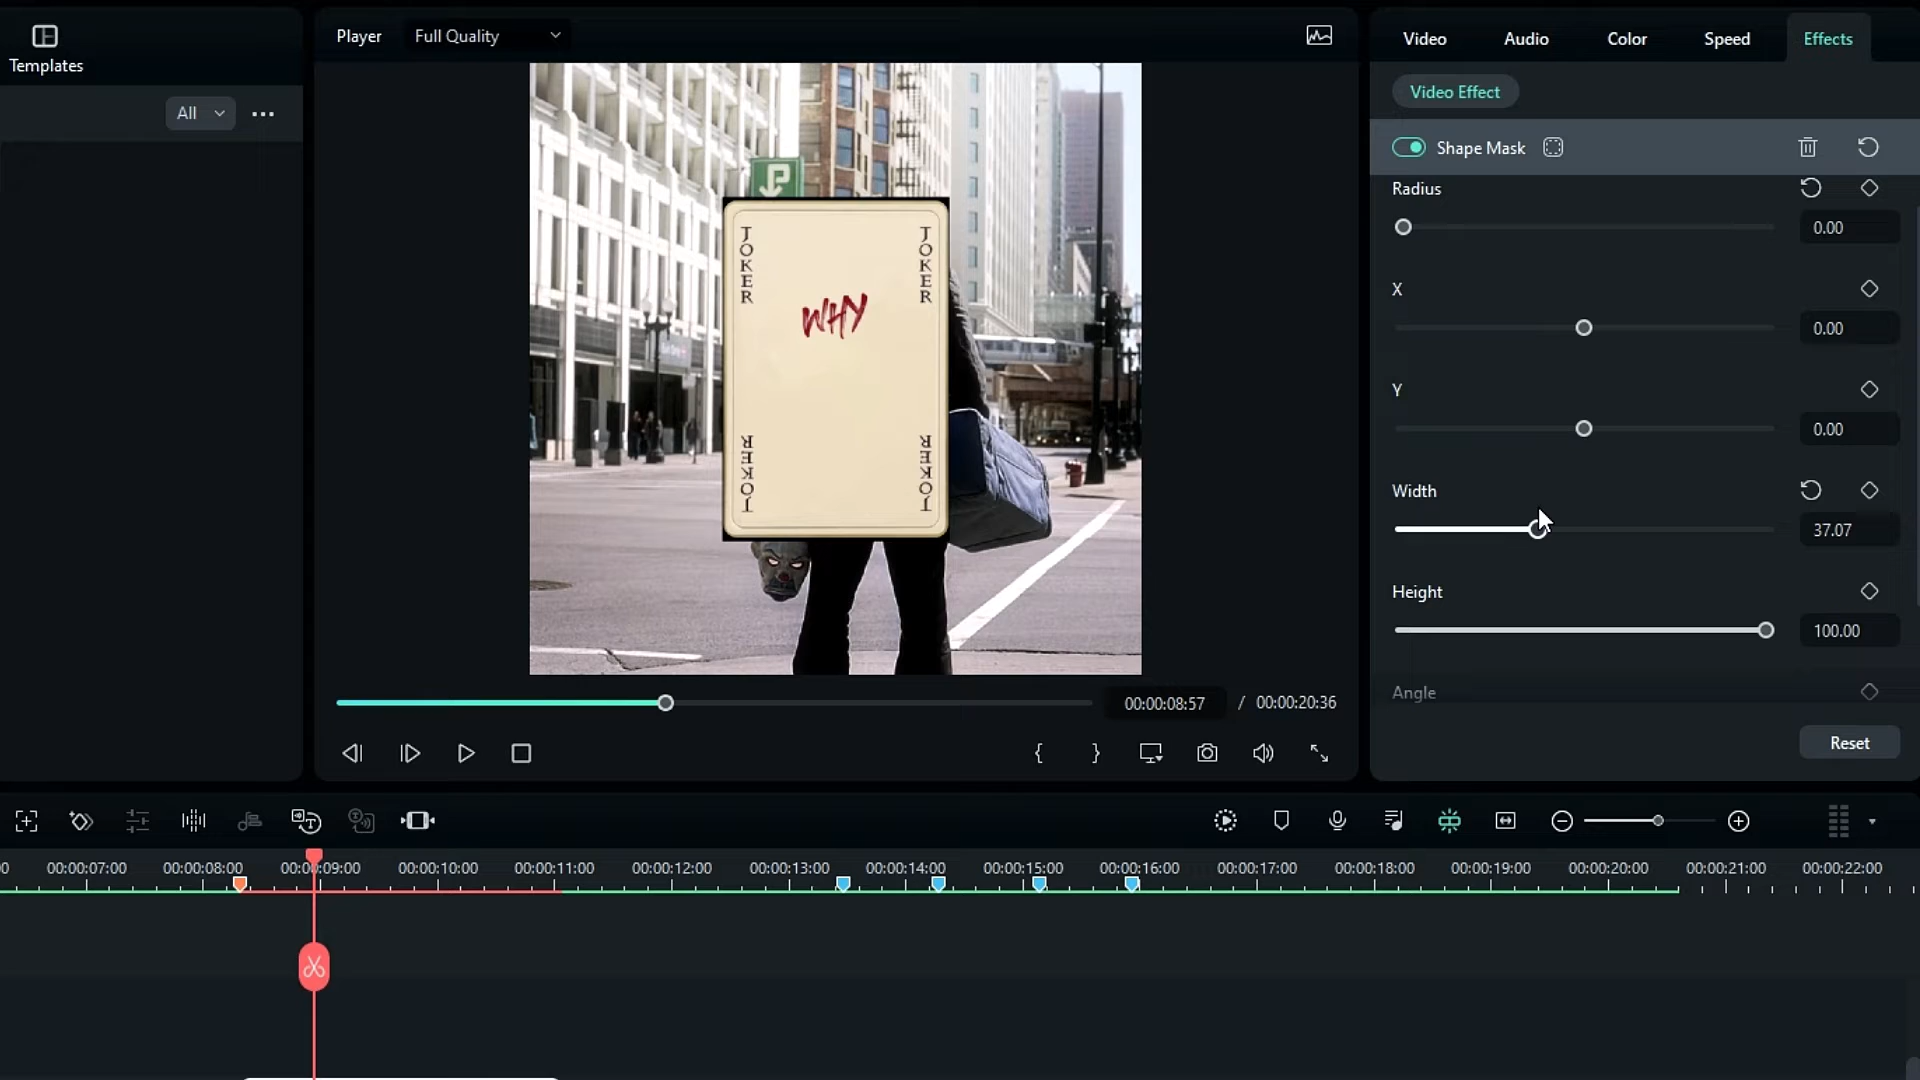 Templates
All
Player
Full Quality
P
JOKER
JOKER
WHY
JOKER
JOKER
00:00:08:57
/
00:00:20:36
{
}
Video
Audio
Color
Speed
Effects
Video Effect
Shape Mask
Radius
0.00
X
0.00
Y
0.00
Width
37.07
Height
100.00
Angle
Reset
0
00:00:07:00
00:00:08:00
00:00:09:00
00:00:10:00
00:00:11:00
00:00:12:00
00:00:13:00
00:00:14:00
00:00:15:00
00:00:16:00
00:00:17:00
00:00:18:00
00:00:19:00
00:00:20:00
00:00:21:00
00:00:22:00